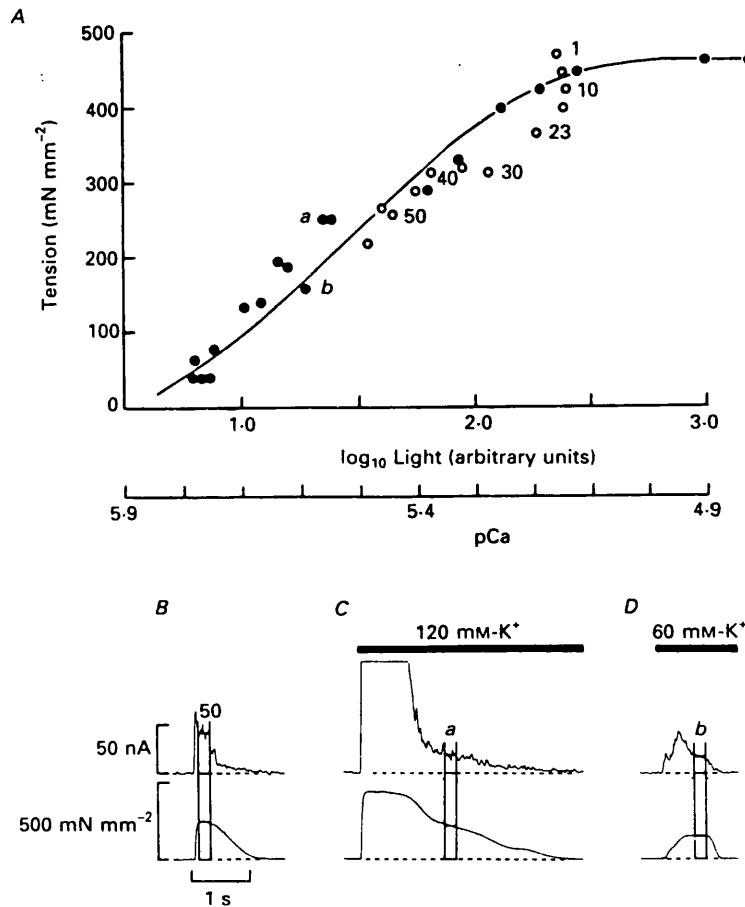 A
500
400
300
200
100
0
Tension (mN mm⁻²)
1
10
23
30
40
50
a
b
1·0 2·0 3·0
log₁₀ Light (arbitrary units)
5·9 5·4 4·9
pCa
B C D
120 mM-K⁺ 60 mM-K⁺
50 a b
50 nA
500 mN mm⁻²
1 s